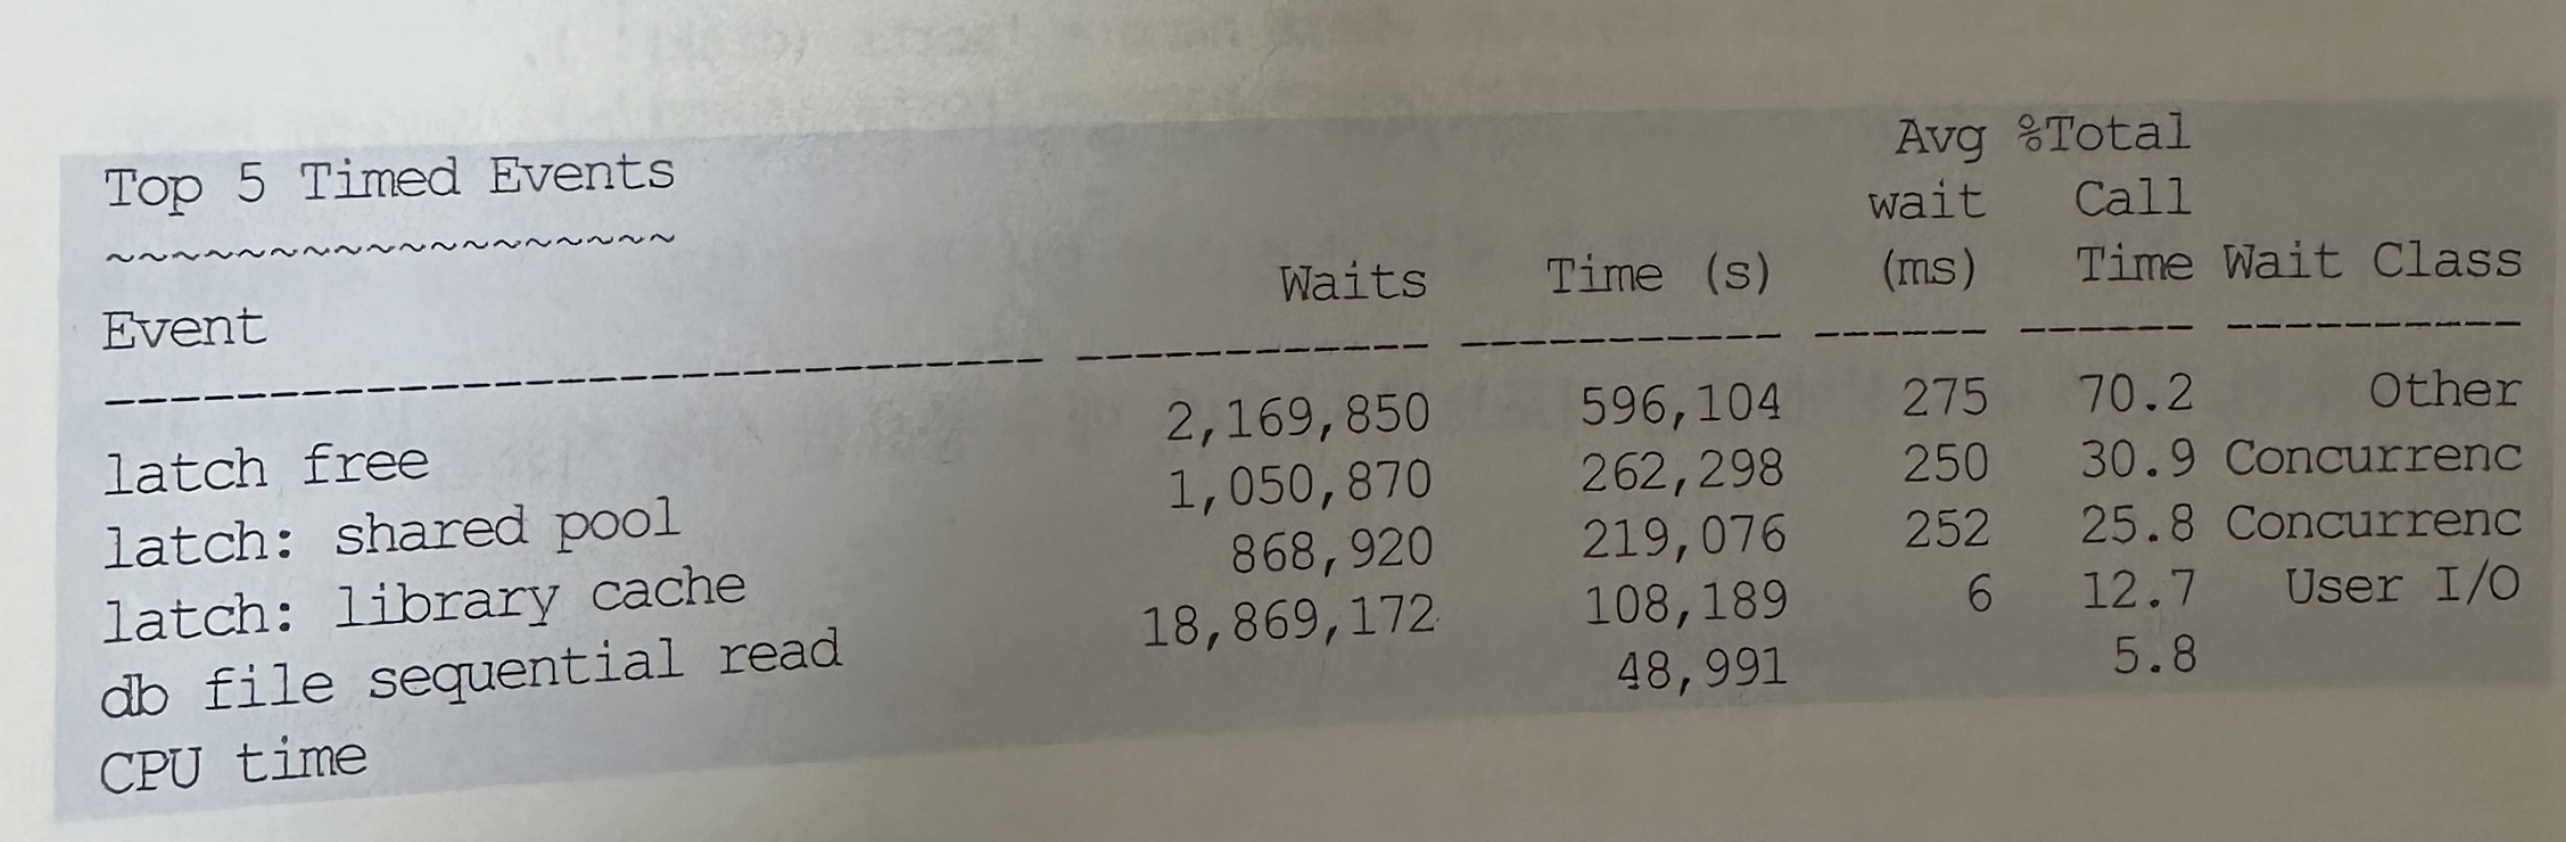 Top 5 Timed Events                                         Avg %Total
~~~~~~~~~~~~~~~~~~                                        wait   Call
Event                                 Waits    Time (s)   (ms)   Time Wait Class
------------------------------ ------------ ----------- ------ ------ ----------
latch free                        2,169,850     596,104    275   70.2      Other
latch: shared pool                1,050,870     262,298    250   30.9 Concurrenc
latch: library cache                868,920     219,076    252   25.8 Concurrenc
db file sequential read          18,869,172     108,189      6   12.7   User I/O
CPU time                                         48,991           5.8